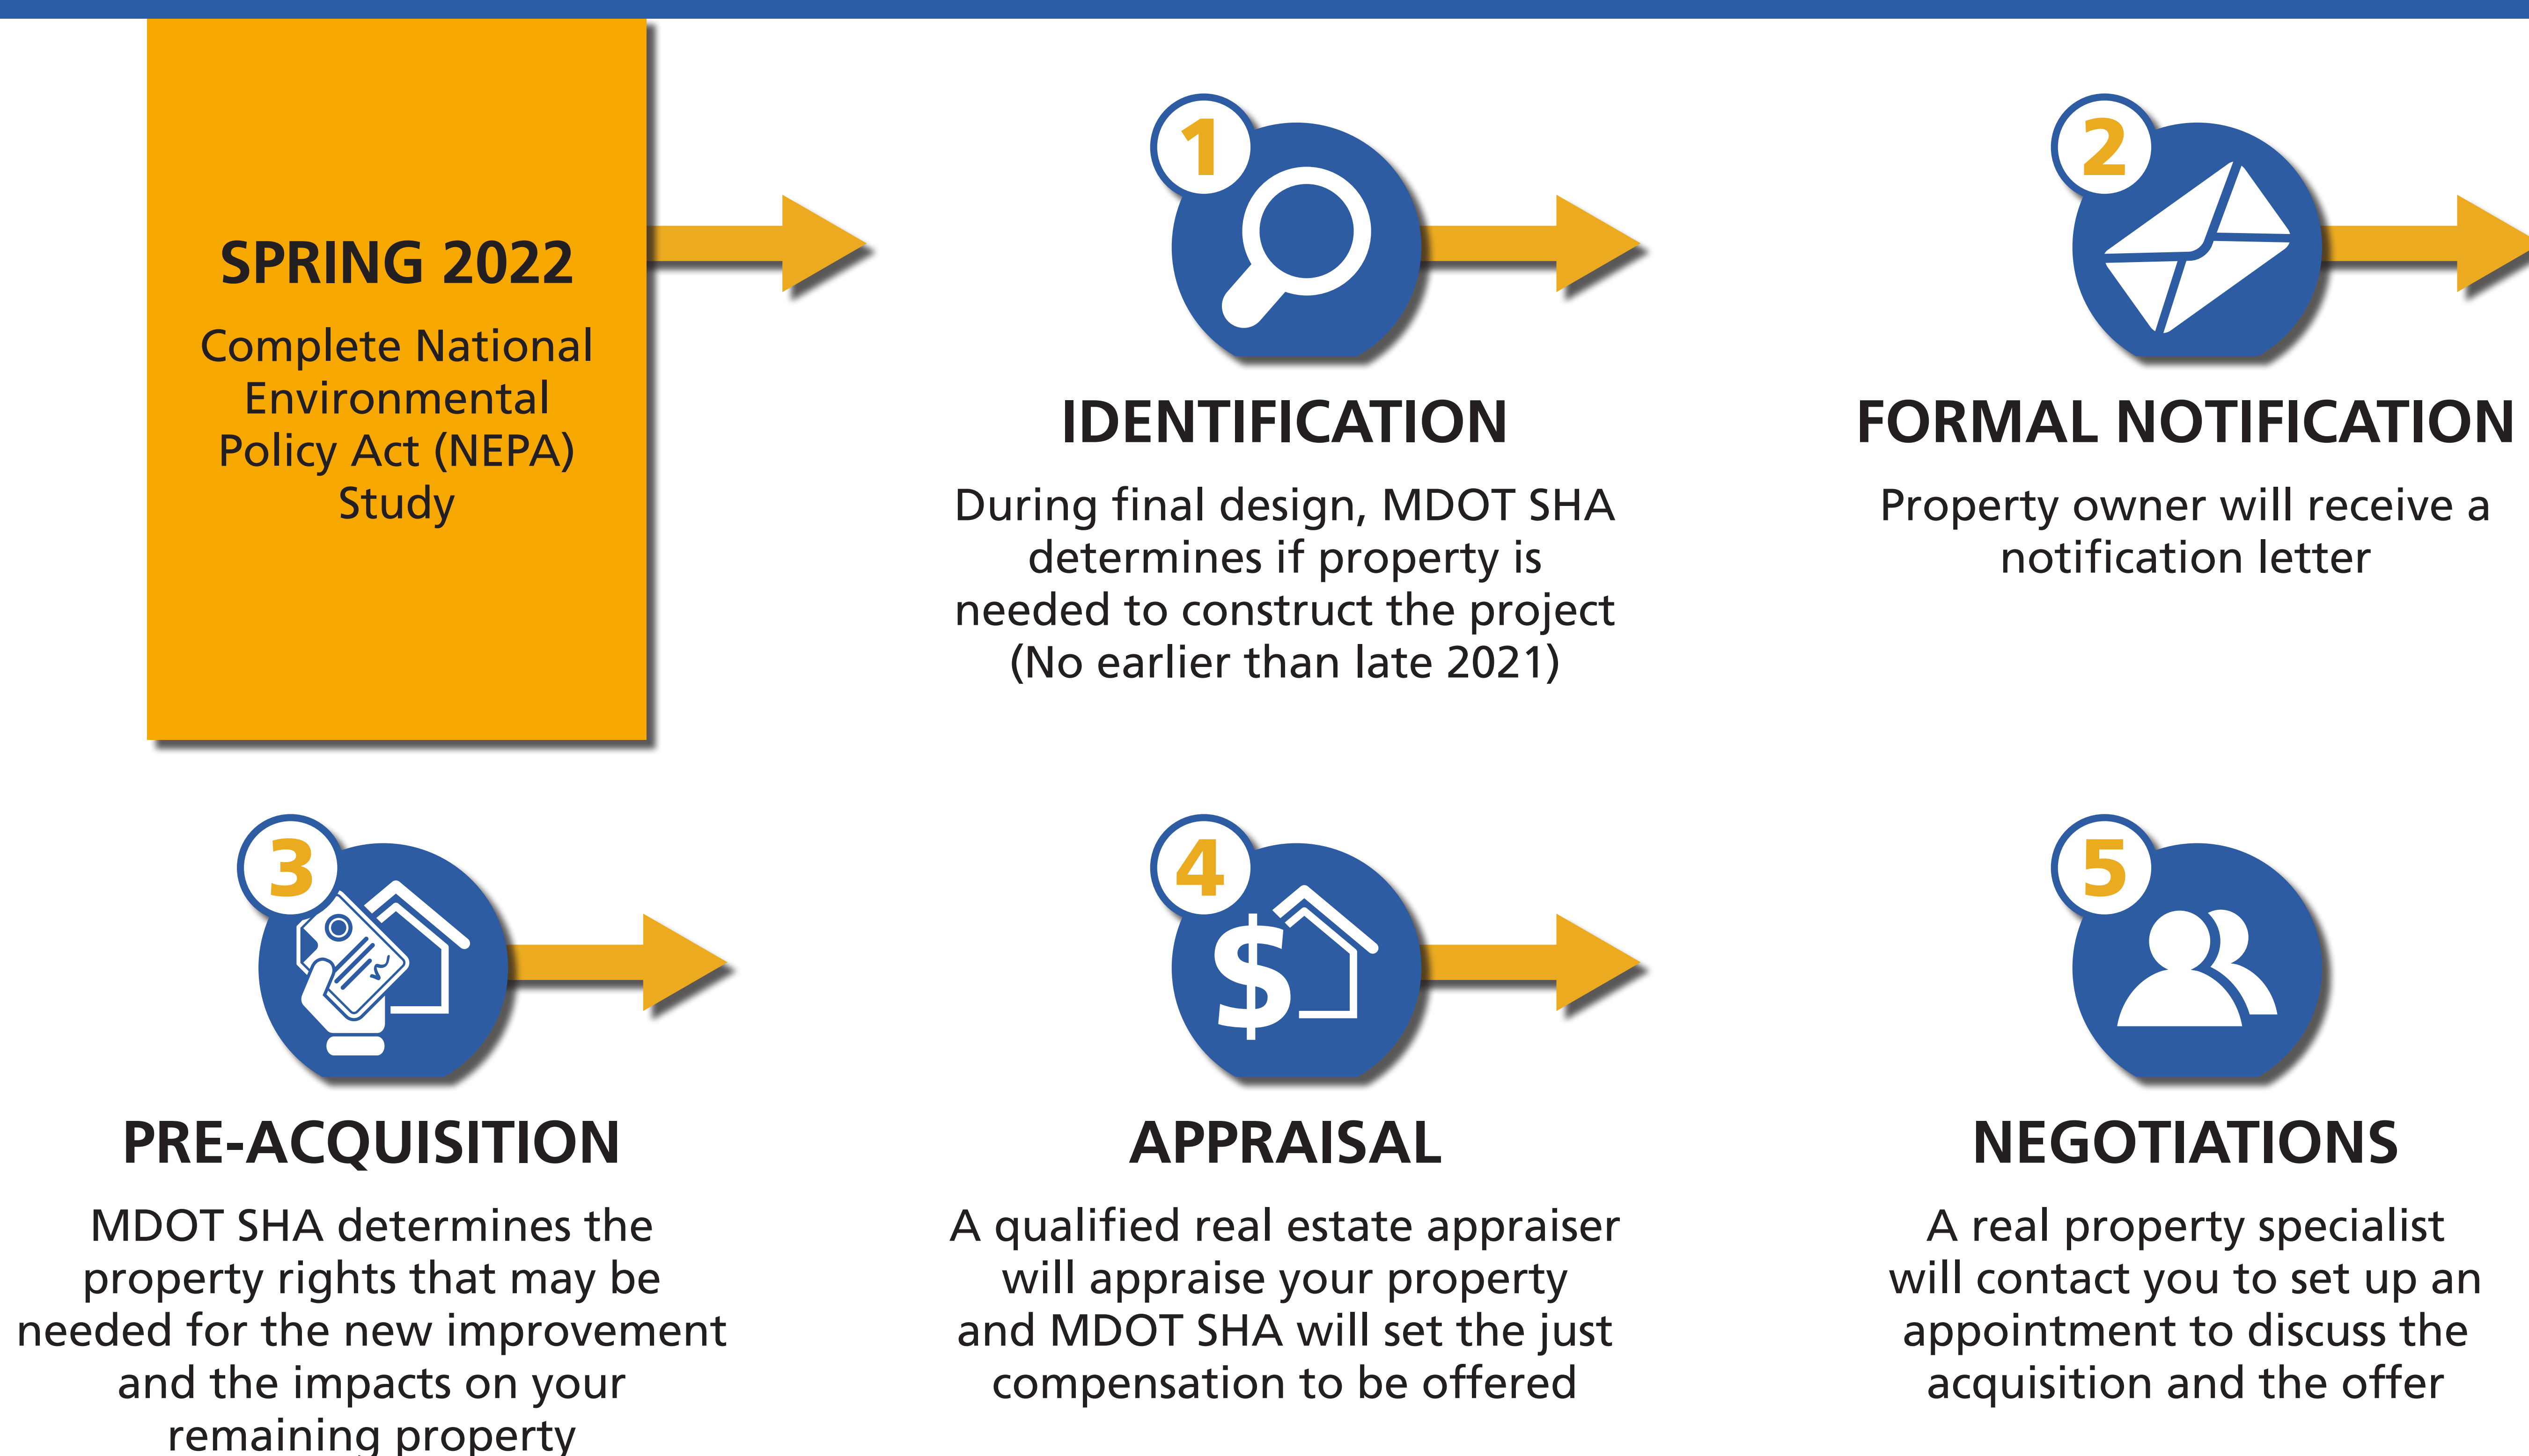 SPRING 2022
Complete National
Environmental
Policy Act (NEPA)
Study
1
IDENTIFICATION
During final design, MDOT SHA
determines if property is
needed to construct the project
(No earlier than late 2021)
2
FORMAL NOTIFICATION
Property owner will receive a
notification letter
3
PRE-ACQUISITION
MDOT SHA determines the
property rights that may be
needed for the new improvement
and the impacts on your
remaining property
4
$
APPRAISAL
A qualified real estate appraiser
will appraise your property
and MDOT SHA will set the just
compensation to be offered
5
NEGOTIATIONS
A real property specialist
will contact you to set up an
appointment to discuss the
acquisition and the offer